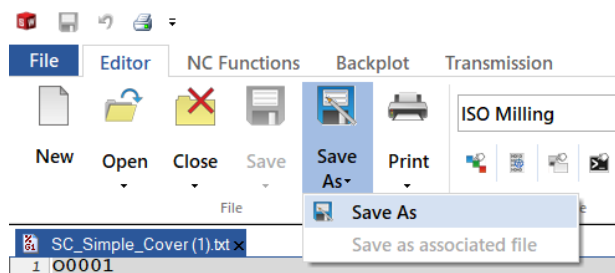 File Editor NC Functions Backplot Transmission
ISO Milling
New Open Close Save Save As Print
File
Save As
Save as associated file
SC_Simple_Cover (1).txt x
1 O0001